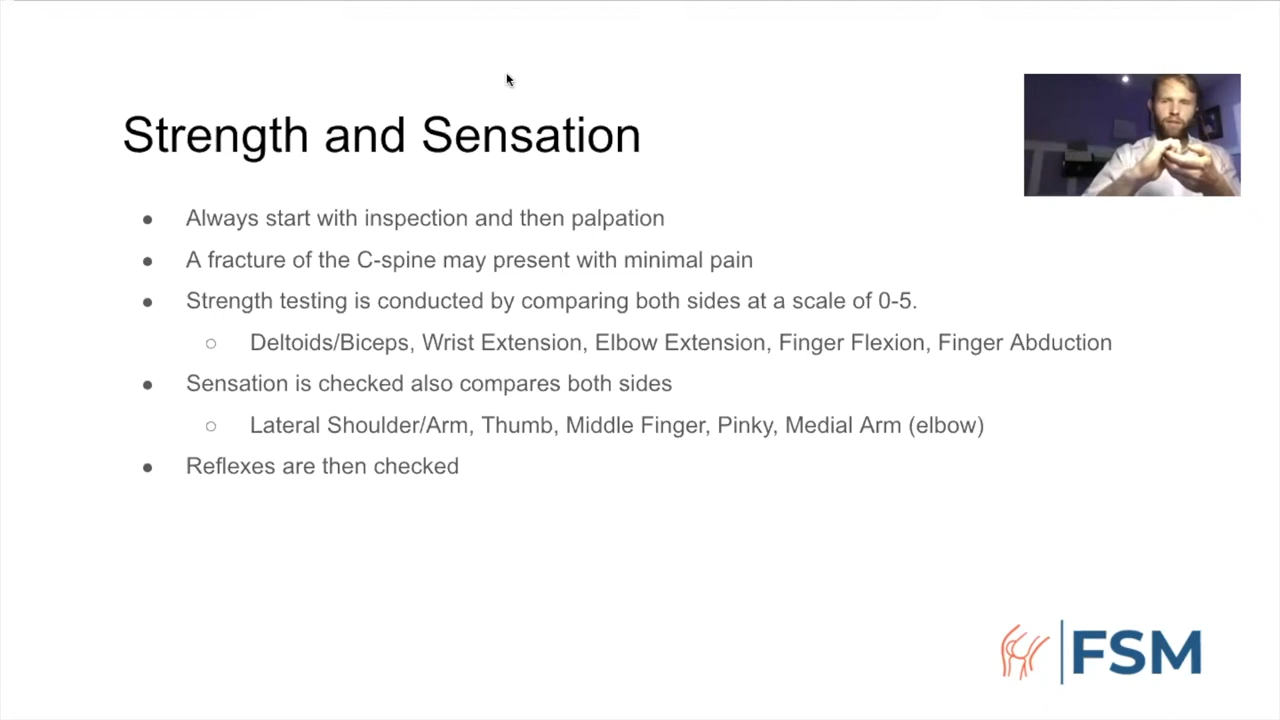 Strength and Sensation
● Always start with inspection and then palpation
● A fracture of the C-spine may present with minimal pain
● Strength testing is conducted by comparing both sides at a scale of 0-5.
○ Deltoids/Biceps, Wrist Extension, Elbow Extension, Finger Flexion, Finger Abduction
● Sensation is checked also compares both sides
○ Lateral Shoulder/Arm, Thumb, Middle Finger, Pinky, Medial Arm (elbow)
● Reflexes are then checked
FSM